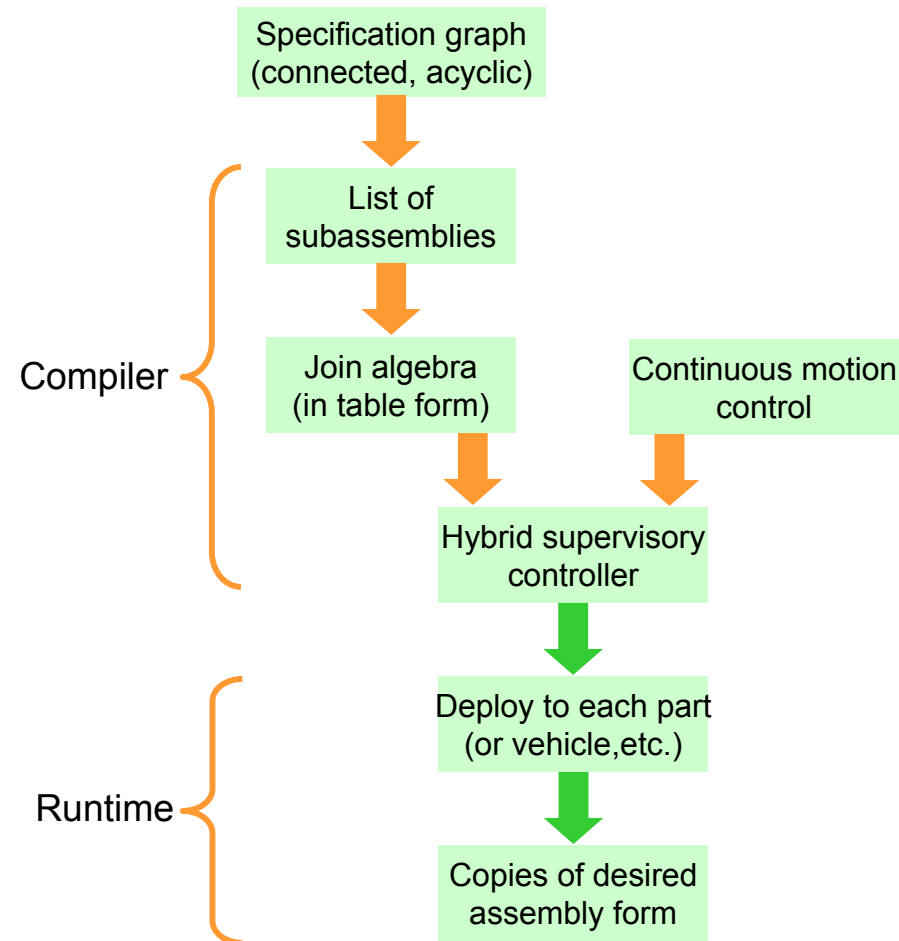 Specification graph
(connected, acyclic)
List of
subassemblies
Compiler
Join algebra
(in table form)
Continuous motion
control
Hybrid supervisory
controller
Deploy to each part
(or vehicle,etc.)
Runtime
Copies of desired
assembly form